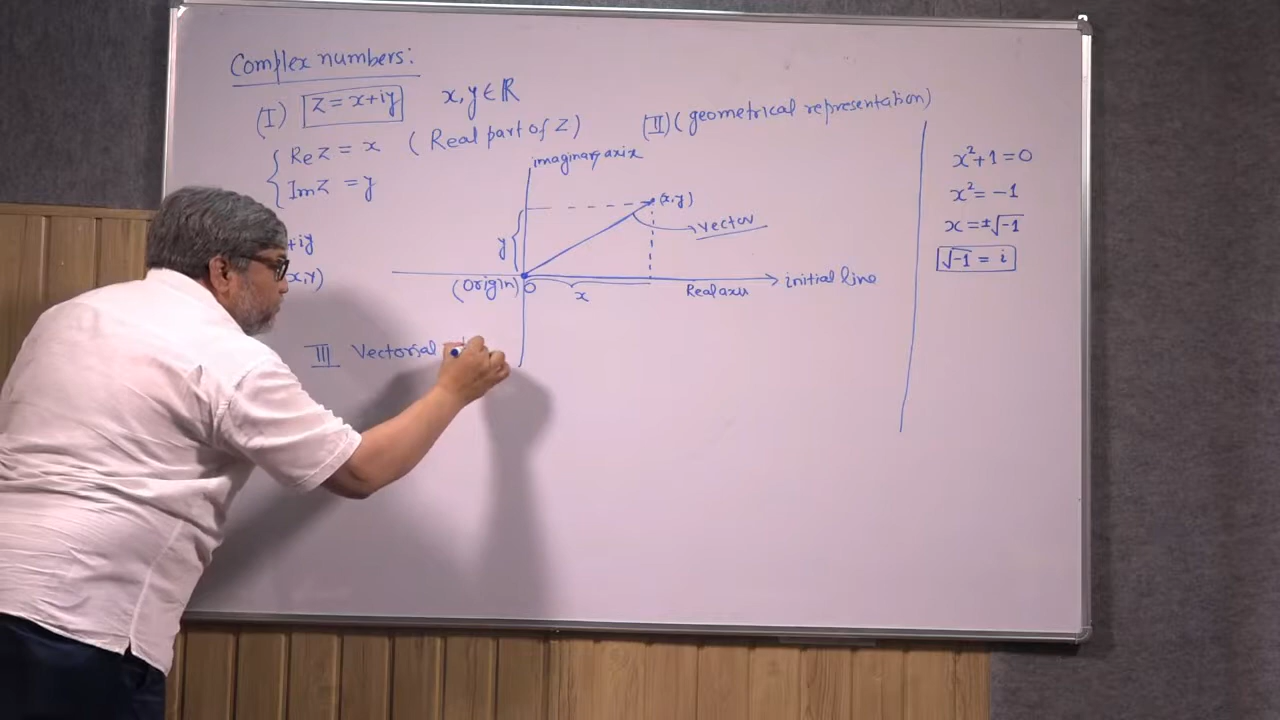 Complex numbers:
(I) Z = x+iy x, y ∈ ℝ
Re Z = x (Real part of Z)
Im Z = y
+iy
x,y)
III Vectorial
(II) (geometrical representation)
imaginary axix
(x,y)
vector
y
(Origin) O
x
Real axis
initial line
x²+1=0
x² = -1
x = ±√-1
√-1 = i